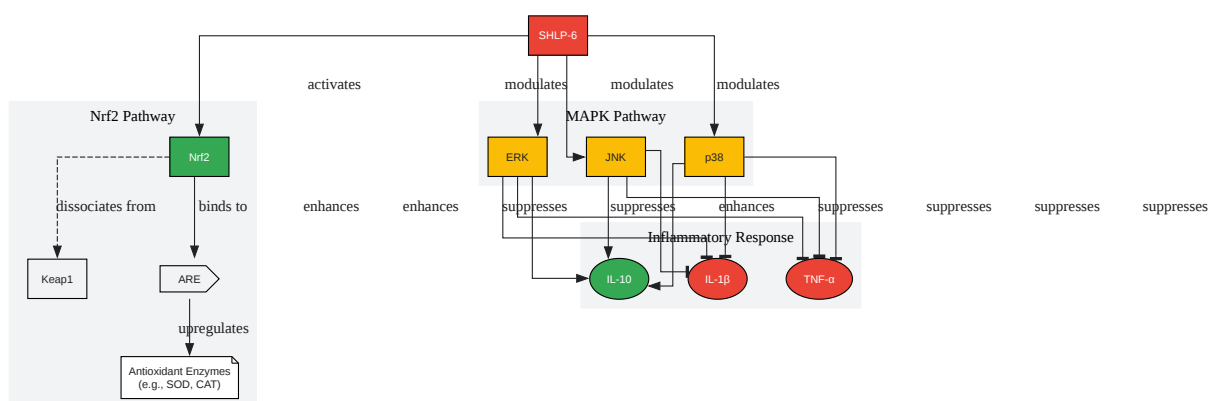 SHLP-6
activates
modulates
modulates
modulates
Nrf2 Pathway
MAPK Pathway
Nrf2
ERK
JNK
p38
dissociates from
binds to
enhances
enhances
suppresses
suppresses
enhances
suppresses
suppresses
suppresses
suppresses
Inflammatory Response
Keap1
ARE
IL-10
IL-1β
TNF-α
upregulates
Antioxidant Enzymes
(e.g., SOD, CAT)